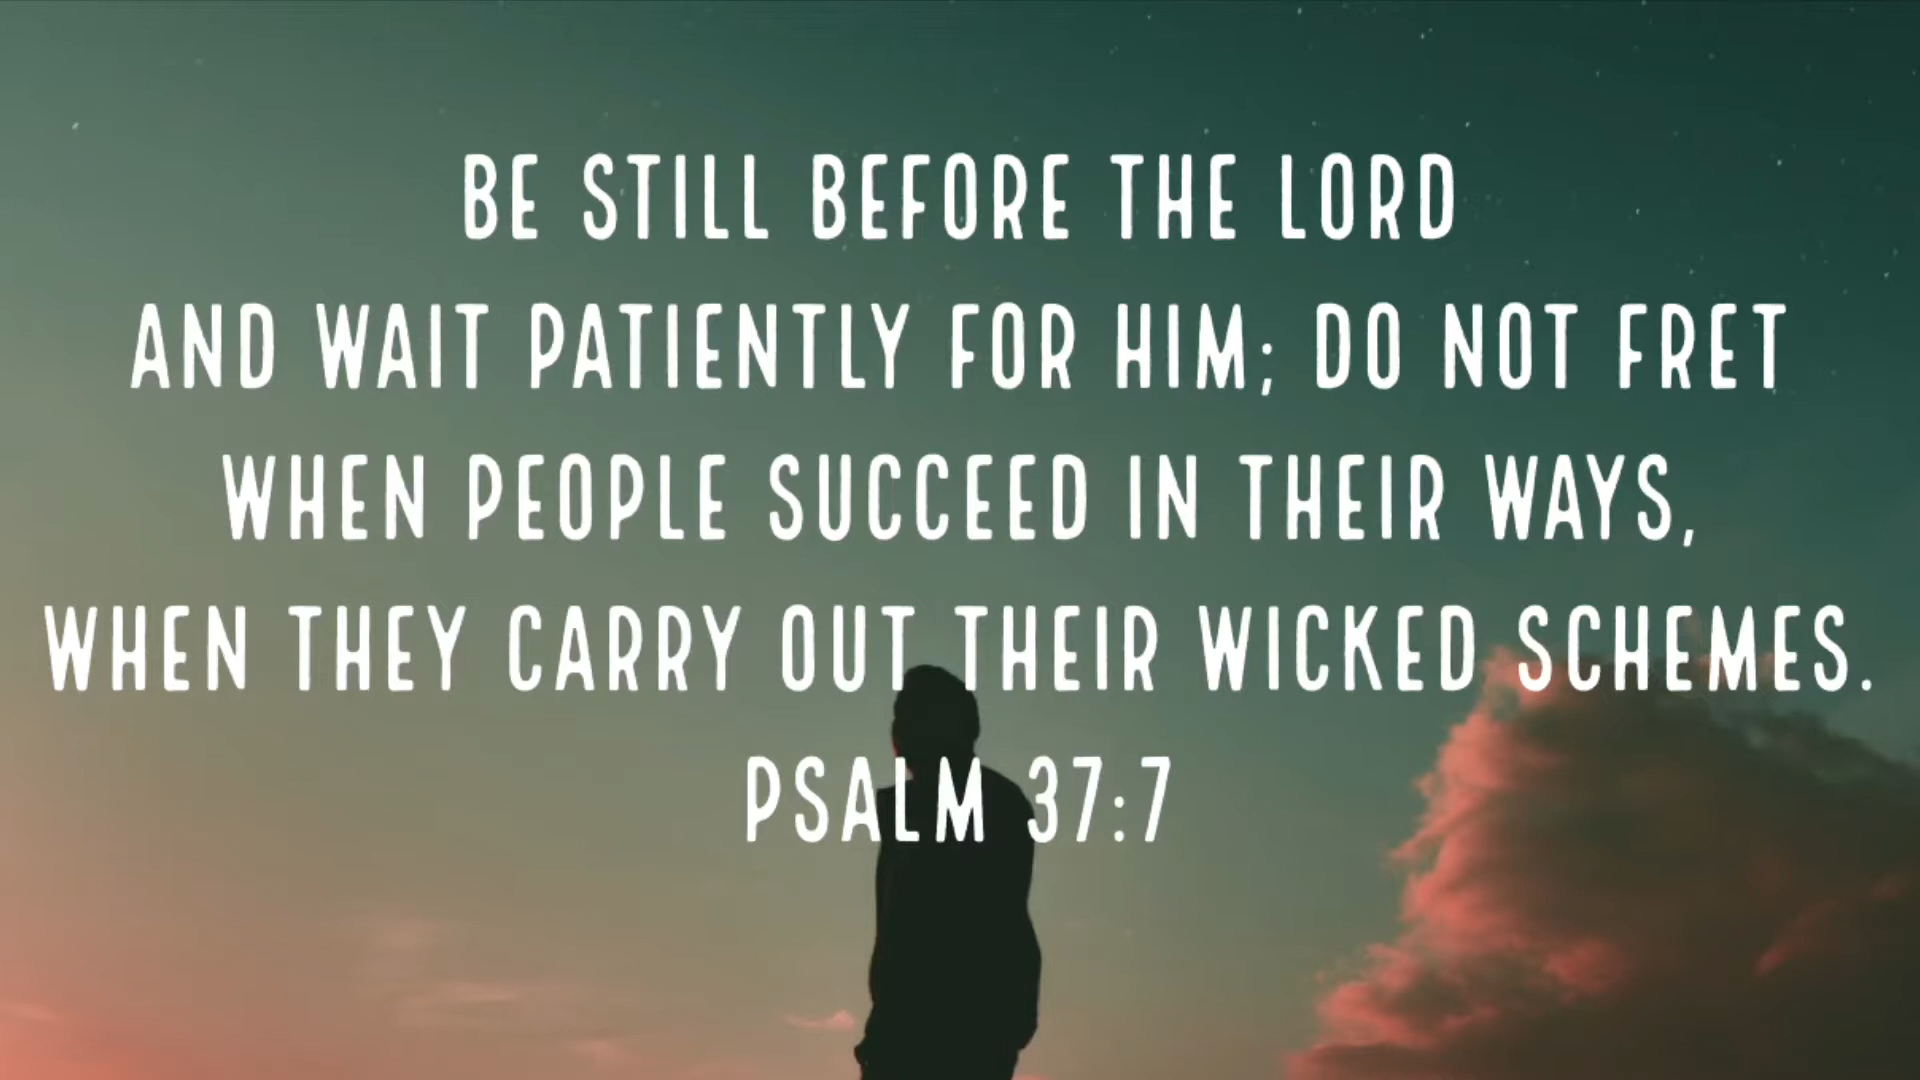 BE STILL BEFORE THE LORD
AND WAIT PATIENTLY FOR HIM; DO NOT FRET
WHEN PEOPLE SUCCEED IN THEIR WAYS,
WHEN THEY CARRY OUT THEIR WICKED SCHEMES.
PSALM 37:7